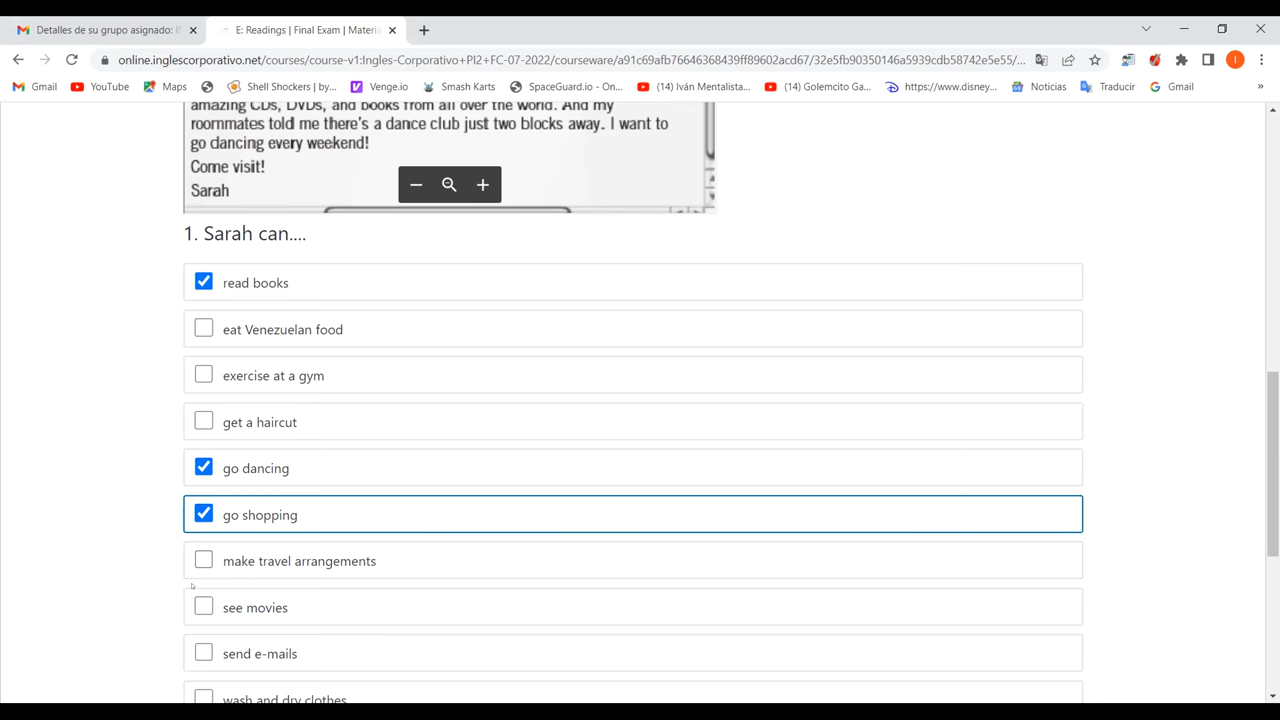 Detalles de su grupo asignado: I
E: Readings | Final Exam | Materia
online.inglescorporativo.net/courses/course-v1:Ingles-Corporativo+PI2+FC17-2022/courseware/a91c69afb76646368439ff89602acd67/32e5fb90350146a5939cdb58742e5e55/...
I
Gmail
YouTube
Maps
Shell Shockers | by...
Venge.io
Smash Karts
SpaceGuard.io - On...
(14) Iván Mentalista...
(14) Golemcito Ga...
https://www.disney...
Noticias
Traducir
Gmail
»
amazing CDs, DVDs, and books from all over the world. And my
roommates told me there's a dance club just two blocks away. I want to
go dancing every weekend!
Come visit!
Sarah
1. Sarah can....
read books
eat Venezuelan food
exercise at a gym
get a haircut
go dancing
go shopping
make travel arrangements
see movies
send e-mails
wash and dry clothes